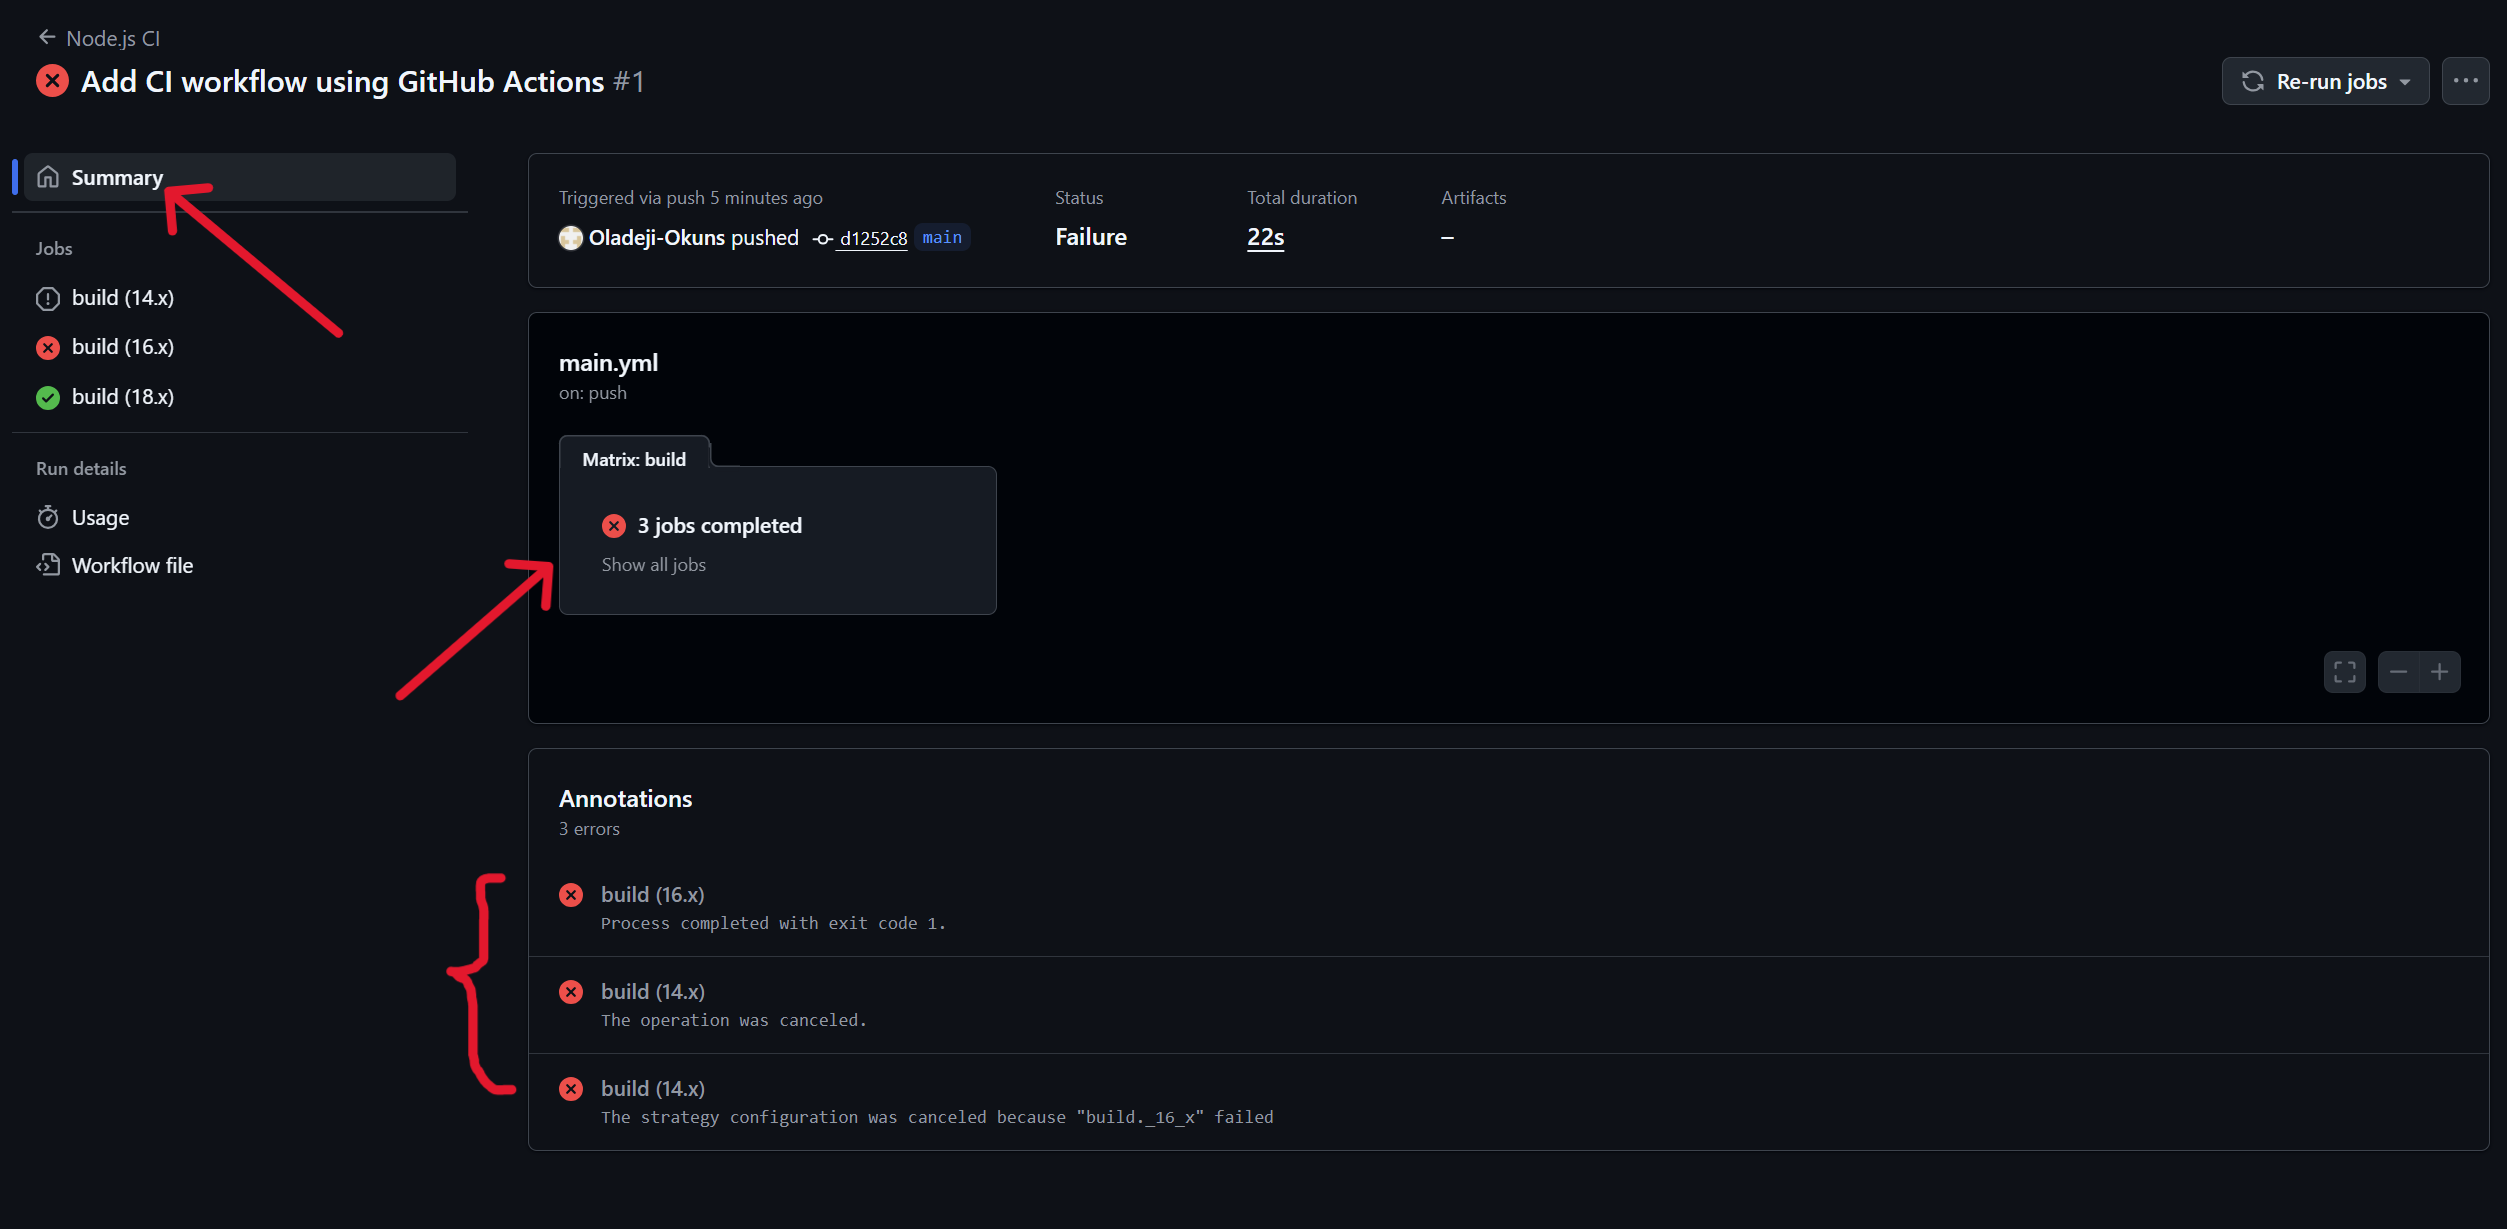 Node.js CI
Add CI workflow using GitHub Actions #1
Re-run jobs
Summary
Jobs
build (14.x)
build (16.x)
build (18.x)
Run details
Usage
Workflow file
Triggered via push 5 minutes ago
Oladeji-Okuns pushed d1252c8 main
Status
Failure
Total duration
22s
Artifacts
–
main.yml
on: push
Matrix: build
3 jobs completed
Show all jobs
Annotations
3 errors
build (16.x)
Process completed with exit code 1.
build (14.x)
The operation was canceled.
build (14.x)
The strategy configuration was canceled because "build._16_x" failed